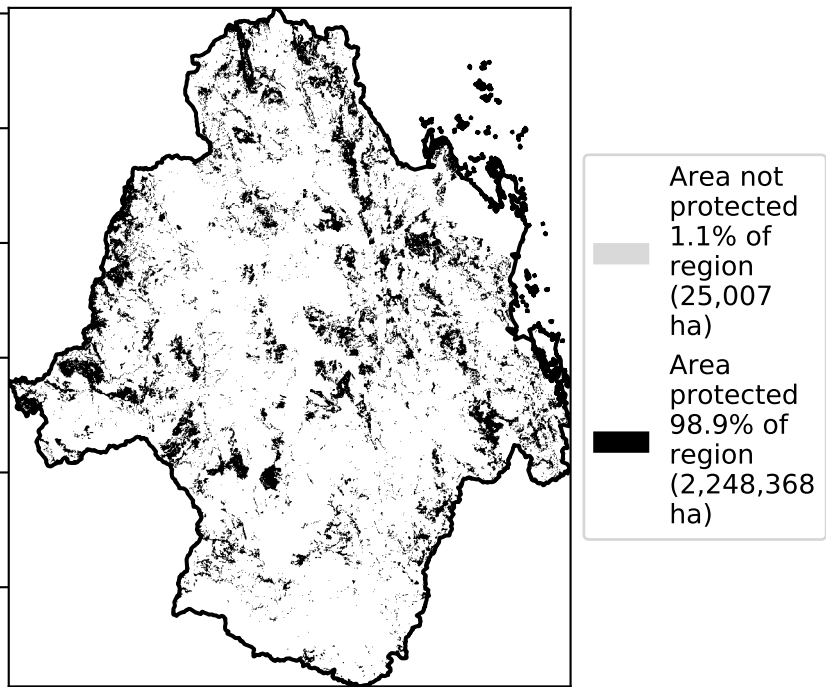 Area not
protected
1.1% of
region
(25,007
ha)
Area
protected
98.9% of
region
(2,248,368
ha)